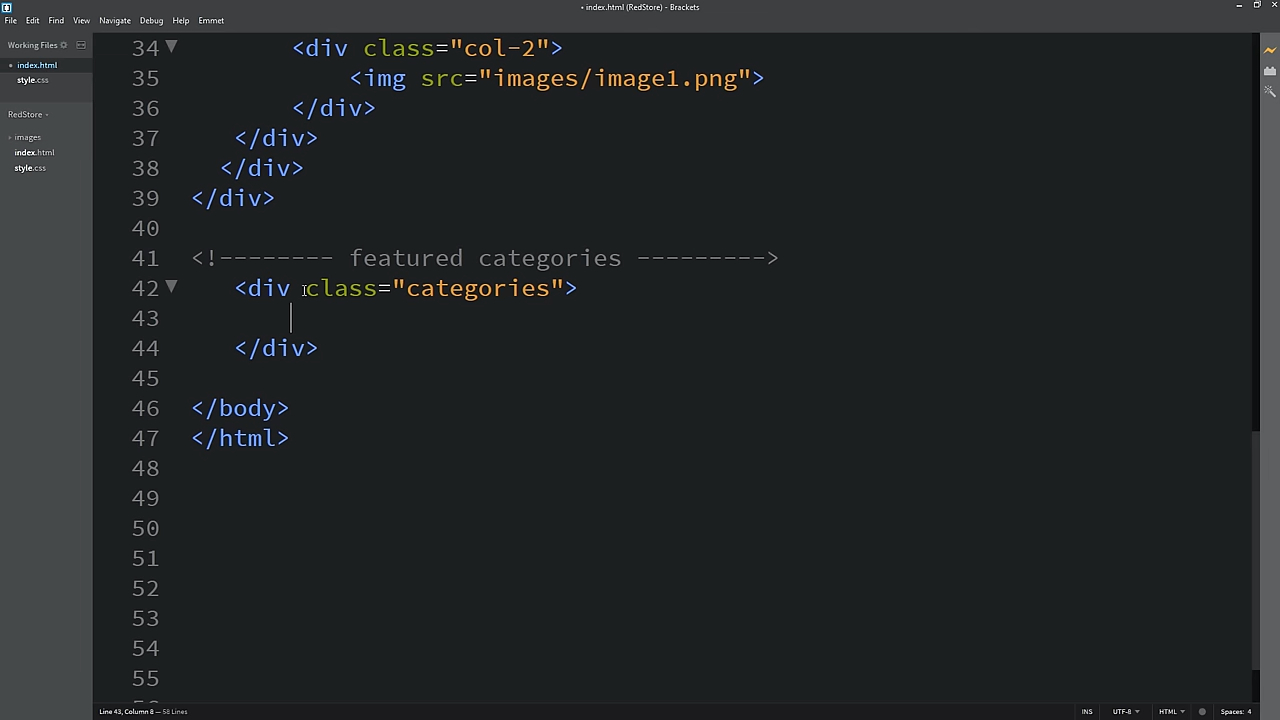 • index.html (RedStore) - Brackets
File Edit Find View Navigate Debug Help Emmet
Working Files
• index.html
style.css
RedStore
images
index.html
style.css
34 <div class="col-2">
35 <img src="images/image1.png">
36 </div>
37 </div>
38 </div>
39 </div>
40
41 <!-------- featured categories --------->
42 <div class="categories">
43
44 </div>
45
46 </body>
47 </html>
48
49
50
51
52
53
54
55
Line 43, Column 8 — 58 Lines
INS UTF-8 HTML Spaces: 4